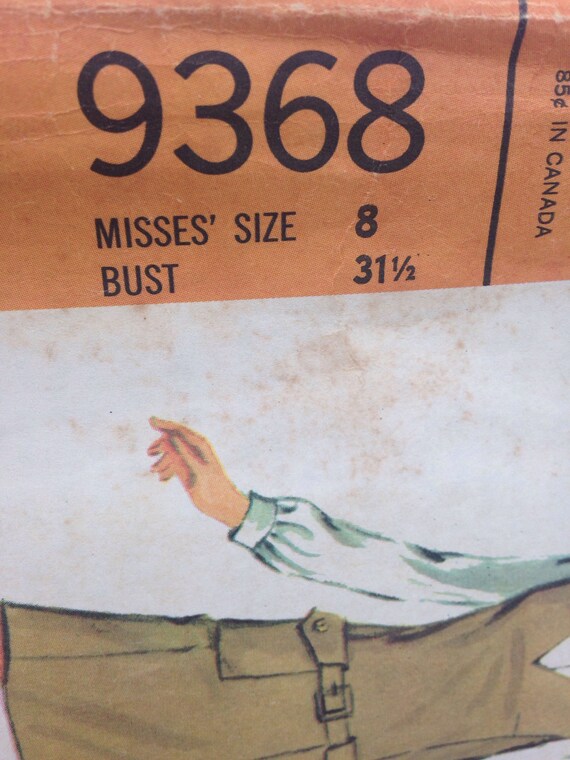 9368
MISSES' SIZE 8
BUST 31½
85¢ IN CANADA